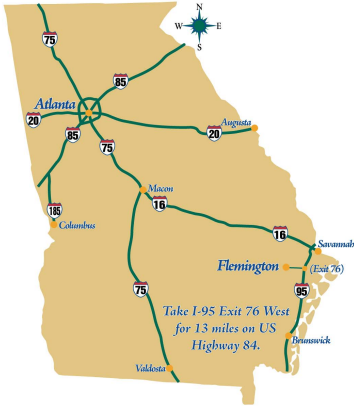 N
W E
S
75
85
Atlanta
20
85
75
20
Augusta
Macon
185
16
Columbus
16
Savannah
Flemington
(Exit 76)
75
95
Take I-95 Exit 76 West
for 13 miles on US
Highway 84.
Brunswick
Valdosta